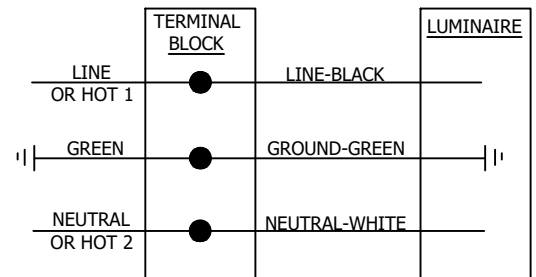 TERMINAL
BLOCK
LUMINAIRE
LINE
OR HOT 1
LINE-BLACK
GREEN
GROUND-GREEN
NEUTRAL
OR HOT 2
NEUTRAL-WHITE